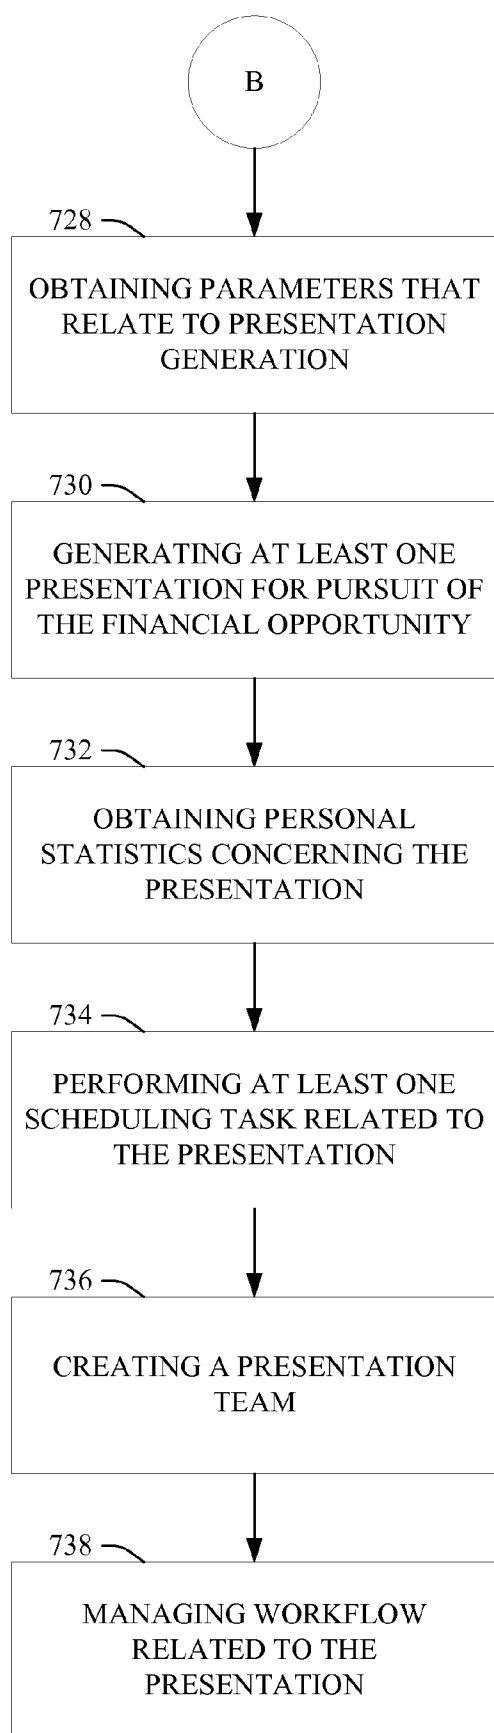 B
728
OBTAINING PARAMETERS THAT
RELATE TO PRESENTATION
GENERATION
730
GENERATING AT LEAST ONE
PRESENTATION FOR PURSUIT OF
THE FINANCIAL OPPORTUNITY
732
OBTAINING PERSONAL
STATISTICS CONCERNING THE
PRESENTATION
734
PERFORMING AT LEAST ONE
SCHEDULING TASK RELATED TO
THE PRESENTATION
736
CREATING A PRESENTATION
TEAM
738
MANAGING WORKFLOW
RELATED TO THE
PRESENTATION